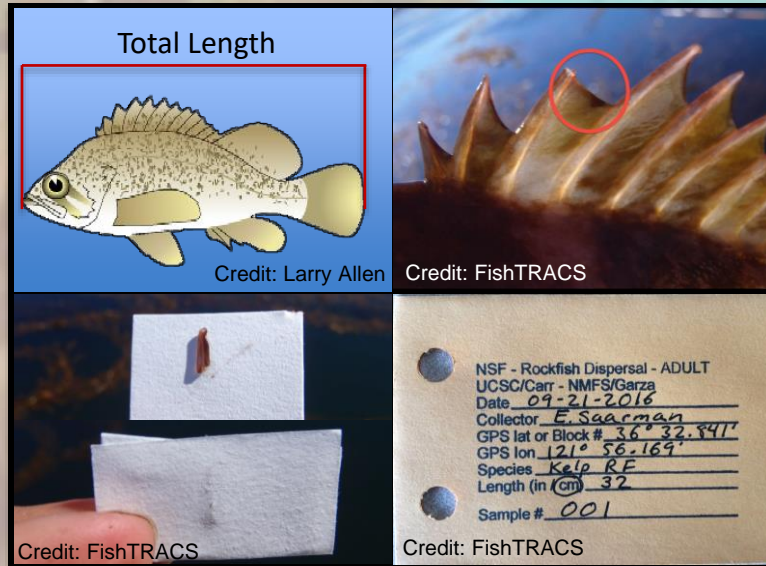 Total Length
Credit: Larry Allen
Credit: FishTRACS
Credit: FishTRACS
NSF - Rockfish Dispersal - ADULT
UCSC/Carr - NMFS/Garza
Date 09-21-2016
Collector E. Saarman
GPS lat or Block # 36° 32.841'
GPS lon 121° 56.169'
Species Kelp RF
Length (in / cm) 32
Sample # 001
Credit: FishTRACS